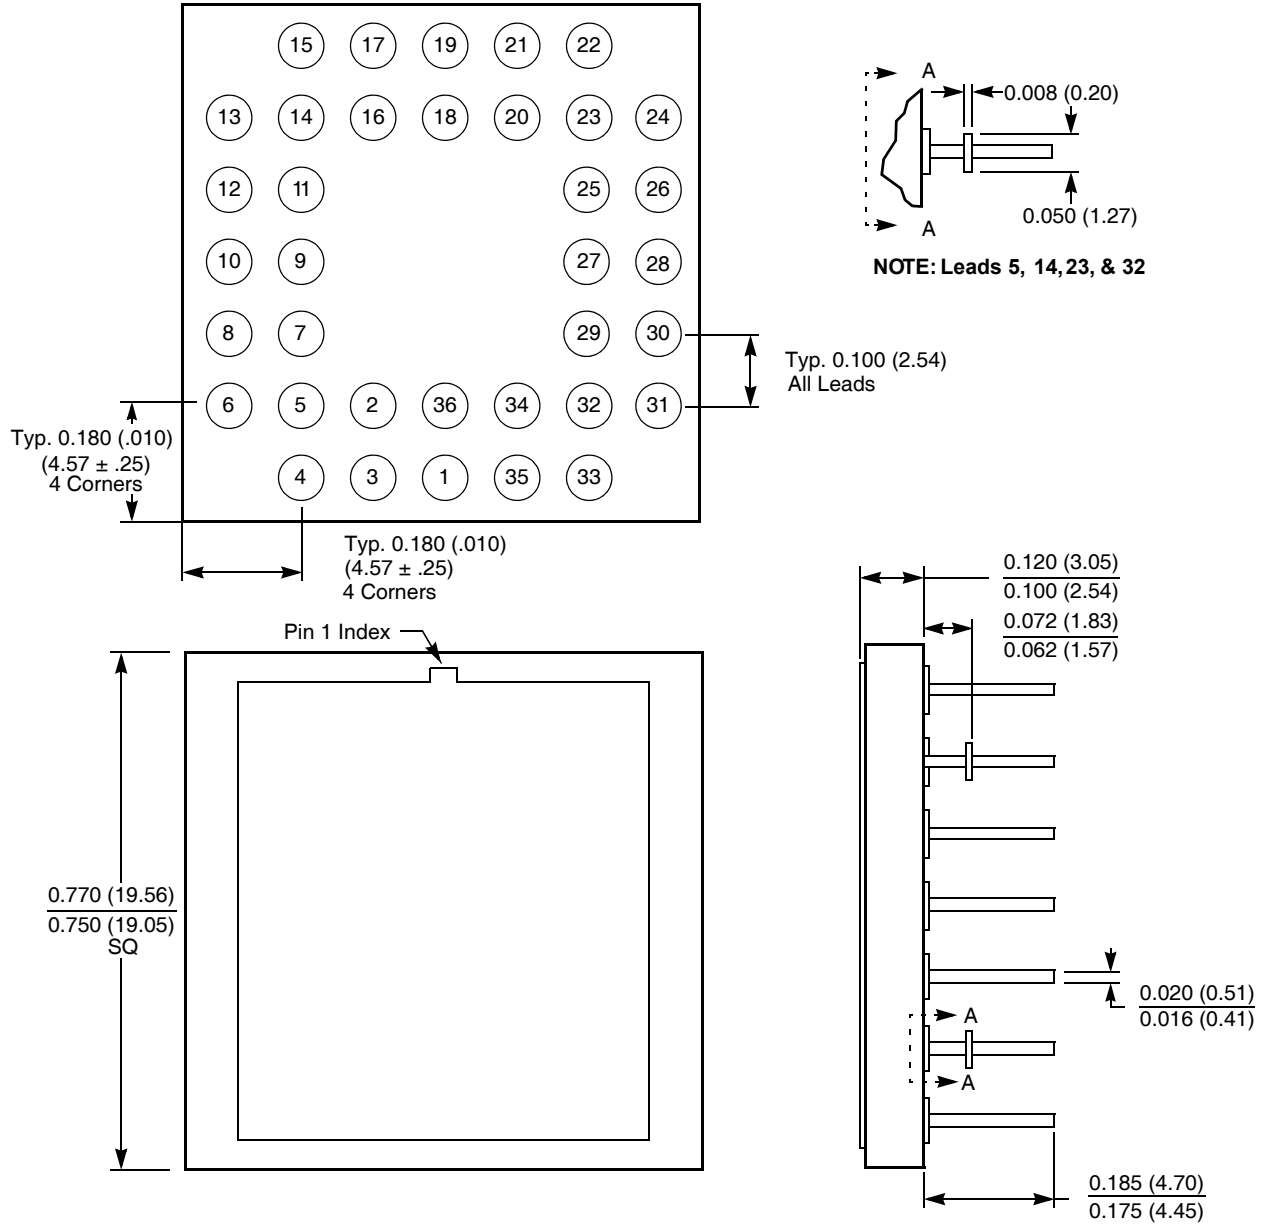 15 17 19 21 22
13 14 16 18 20 23 24
12 11 25 26
10 9 27 28
8 7 29 30
6 5 2 36 34 32 31
4 3 1 35 33
Typ. 0.100 (2.54)
All Leads
Typ. 0.180 (.010)
(4.57 ± .25)
4 Corners
Typ. 0.180 (.010)
(4.57 ± .25)
4 Corners
A
0.008 (0.20)
0.050 (1.27)
A
NOTE: Leads 5, 14, 23, & 32
Pin 1 Index
0.770 (19.56)
0.750 (19.05)
SQ
0.120 (3.05)
0.100 (2.54)
0.072 (1.83)
0.062 (1.57)
0.020 (0.51)
0.016 (0.41)
A
A
0.185 (4.70)
0.175 (4.45)